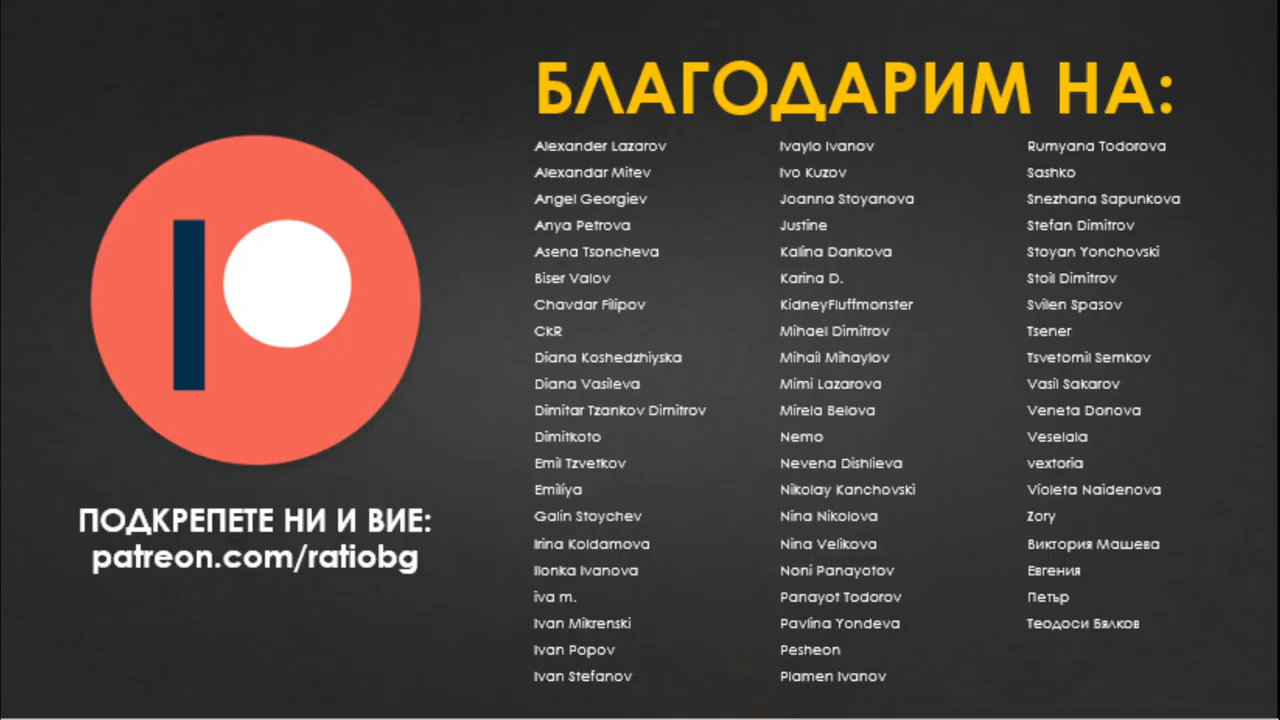 БЛАГОДАРИМ НА:
Alexander Lazarov
Alexandar Mitev
Angel Georgiev
Anya Petrova
Asena Tsoncheva
Biser Valov
Chavdar Filipov
CkR
Diana Koshedzhiyska
Diana Vasileva
Dimitar Tzankov Dimitrov
Dimitkoto
Emil Tzvetkov
Emiliya
Galin Stoychev
Irina Koldamova
Ilonka Ivanova
iva m.
Ivan Mikrenski
Ivan Popov
Ivan Stefanov
Ivaylo Ivanov
Ivo Kuzov
Joanna Stoyanova
Justine
Kalina Dankova
Karina D.
KidneyFluffmonster
Mihael Dimitrov
Mihail Mihaylov
Mimi Lazarova
Mirela Belova
Nemo
Nevena Dishlieva
Nikolay Kanchovski
Nina Nikolova
Nina Velikova
Noni Panayotov
Panayot Todorov
Pavlina Yondeva
Pesheon
Plamen Ivanov
Rumyana Todorova
Sashko
Snezhana Sapunkova
Stefan Dimitrov
Stoyan Yonchovski
Stoil Dimitrov
Svilen Spasov
Tsener
Tsvetomil Semkov
Vasil Sakarov
Veneta Donova
Veselala
vextoria
Violeta Naidenova
Zory
Виктория Машева
Евгения
Петър
Теодоси Бялков
ПОДКРЕПЕТЕ НИ И ВИЕ:
patreon.com/ratiobg